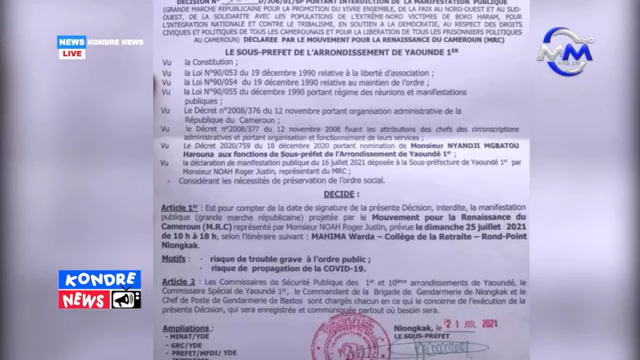 DECISION N° D/J06/01/SP PORTANT INTERDICTION DE LA MANIFESTATION PUBLIQUE
(GRANDE MARCHE REPUBLICAINE POUR LA PROMOTION DU VIVRE ENSEMBLE, DE LA PAIX AU NORD-OUEST ET AU SUD-
OUEST, DE LA SOLIDARITE AVEC LES POPULATIONS DE L'EXTRÊME-NORD VICTIMES DE BOKO HARAM, POUR
L'INTEGRATION NATIONALE ET CONTRE LE TRIBALISME, EN SOUTIEN A LA DEMOCRATIE, AU RESPECT DES DROITS
CIVIQUES ET POLITIQUES DE TOUS LES CAMEROUNAIS ET POUR LA LIBERATION DE TOUS LES PRISONNIERS POLITIQUES
AU CAMEROUN) DECLAREE PAR LE MOUVEMENT POUR LA RENAISSANCE DU CAMEROUN (MRC)
NEWS KONDRE NEWS
LIVE
LE SOUS-PREFET DE L'ARRONDISSEMENT DE YAOUNDE 1ER
Vu la Constitution ;
Vu la Loi N°90/053 du 19 décembre 1990 relative à la liberté d'association ;
Vu la Loi N°90/054 du 19 décembre 1990 relative au maintien de l'ordre ;
Vu la Loi N°90/055 du 19 décembre 1990 portant régime des réunions et manifestations
publiques ;
Vu Le Décret n°2008/376 du 12 novembre portant organisation administrative de la
République du Cameroun ;
Vu le Décret n°2008/377 du 12 novembre 2008 fixant les attributions des chefs des circonscriptions
administratives et portant organisation et fonctionnement de leurs services ;
Vu Le Décret 2020/759 du 18 décembre 2020 portant nomination de Monsieur NYANDJI MGBATOU
Harouna aux fonctions de Sous-Préfet de l'Arrondissement de Yaoundé 1er ;
Vu la déclaration de manifestation publique du 16 juillet 2021 déposée à la Sous-préfecture de Yaoundé 1er par
Monsieur NOAH Roger Justin, représentant du MRC ;
- Considérant les nécessités de préservation de l'ordre social.
DECIDE :
Article 1er : Est pour compter de la date de signature de la présente Décision, interdite, la manifestation
publique (grande marche républicaine) projetée par le Mouvement pour la Renaissance du
Cameroun (M.R.C) représenté par Monsieur NOAH Roger Justin, prévue le dimanche 25 juillet 2021
de 10 h à 18 h, selon l'itinéraire suivant : MAHIMA Warda – Collège de la Retraite – Rond-Point
Nlongkak.
Motifs : - risque de trouble grave à l'ordre public ;
- risque de propagation de la COVID-19.
Article 2 : Les Commissaires de Sécurité Publique des 1er et 10ème arrondissements de Yaoundé, le
Commissaire Spécial de Yaoundé 1er, le Commandant de la Brigade de Gendarmerie de Nlongkak et le
Chef de Poste de Gendarmerie de Bastos sont chargés chacun en ce qui le concerne de l'exécution de la
présente Décision, qui sera enregistrée et communiquée partout où besoin sera.
KONDRE
NEWS
Ampliations :
- MINAT/YDE
- GRC/YDE
- PREFET/MFDI/ YDE
Nlongkak, le 21 JUIL 2021
LE SOUS-PREFET